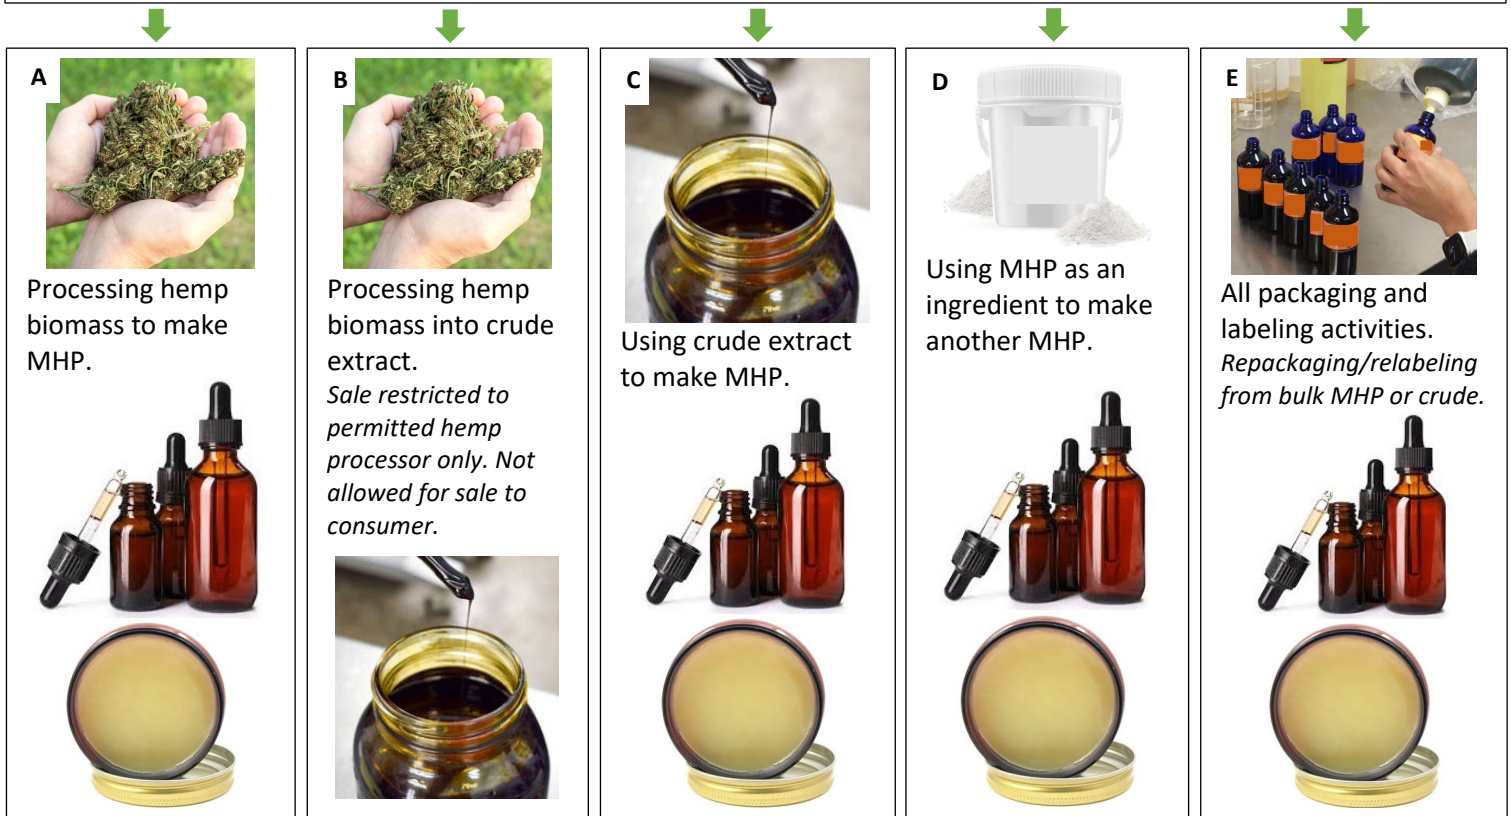 A
Processing hemp
biomass to make
MHP.
B
Processing hemp
biomass into crude
extract.
Sale restricted to
permitted hemp
processor only. Not
allowed for sale to
consumer.
C
Using crude extract
to make MHP.
D
Using MHP as an
ingredient to make
another MHP.
E
All packaging and
labeling activities.
Repackaging/relabeling
from bulk MHP or crude.